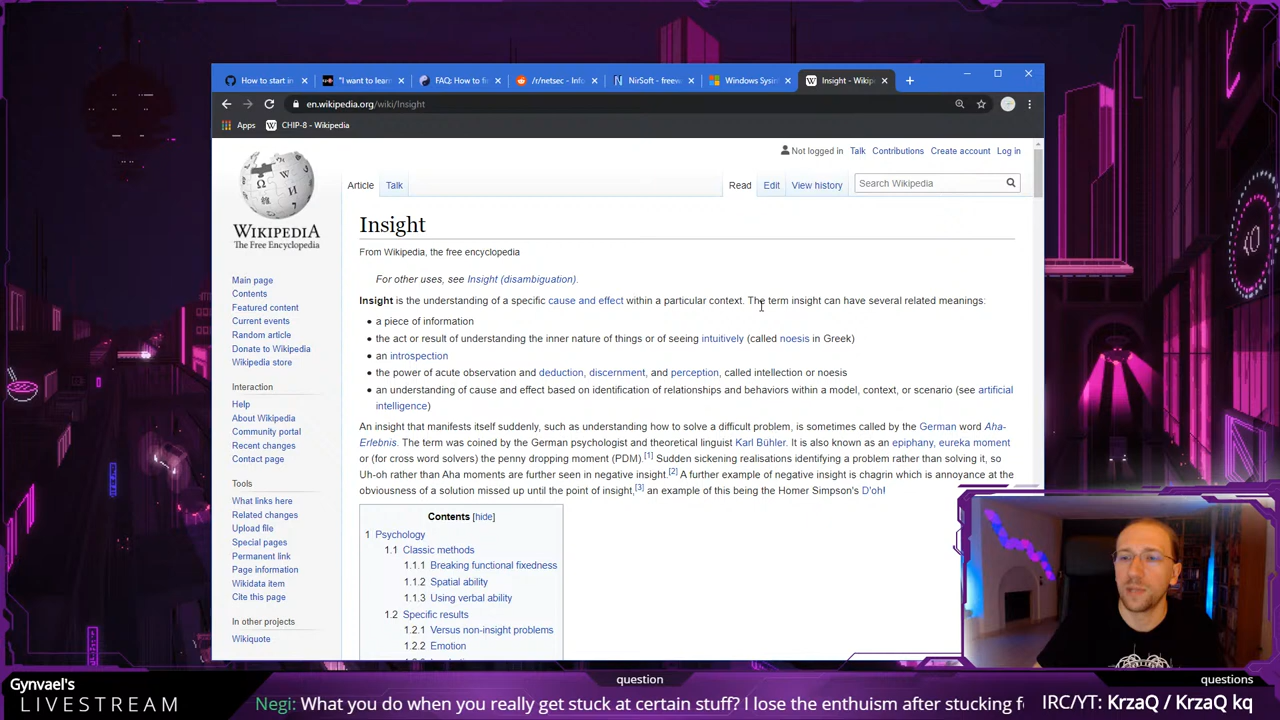 How to start in
"I want to lear
FAQ: How to fi
/r/netsec - Info
NirSoft - freew
Windows Sysin
Insight - Wikip
en.wikipedia.org/wiki/Insight
Apps
CHIP-8 - Wikipedia
Not logged in Talk Contributions Create account Log in
Article Talk
Read Edit View history
Search Wikipedia
WIKIPEDIA
The Free Encyclopedia
Main page
Contents
Featured content
Current events
Random article
Donate to Wikipedia
Wikipedia store
Interaction
Help
About Wikipedia
Community portal
Recent changes
Contact page
Tools
What links here
Related changes
Upload file
Special pages
Permanent link
Page information
Wikidata item
Cite this page
In other projects
Wikiquote
Insight
From Wikipedia, the free encyclopedia
For other uses, see Insight (disambiguation).
Insight is the understanding of a specific cause and effect within a particular context. The term insight can have several related meanings:
a piece of information
the act or result of understanding the inner nature of things or of seeing intuitively (called noesis in Greek)
an introspection
the power of acute observation and deduction, discernment, and perception, called intellection or noesis
an understanding of cause and effect based on identification of relationships and behaviors within a model, context, or scenario (see artificial
intelligence)
An insight that manifests itself suddenly, such as understanding how to solve a difficult problem, is sometimes called by the German word Aha-
Erlebnis. The term was coined by the German psychologist and theoretical linguist Karl Bühler. It is also known as an epiphany, eureka moment
or (for cross word solvers) the penny dropping moment (PDM).[1] Sudden sickening realisations identifying a problem rather than solving it, so
Uh-oh rather than Aha moments are further seen in negative insight.[2] A further example of negative insight is chagrin which is annoyance at the
obviousness of a solution missed up until the point of insight,[3] an example of this being the Homer Simpson's D'oh!
Contents [hide]
1 Psychology
1.1 Classic methods
1.1.1 Breaking functional fixedness
1.1.2 Spatial ability
1.1.3 Using verbal ability
1.2 Specific results
1.2.1 Versus non-insight problems
1.2.2 Emotion
Gynvael's
LIVESTREAM
question
Negi: What you do when you really get stuck at certain stuff? I lose the enthuism after stucking f
questions
IRC/YT: KrzaQ / KrzaQ kq